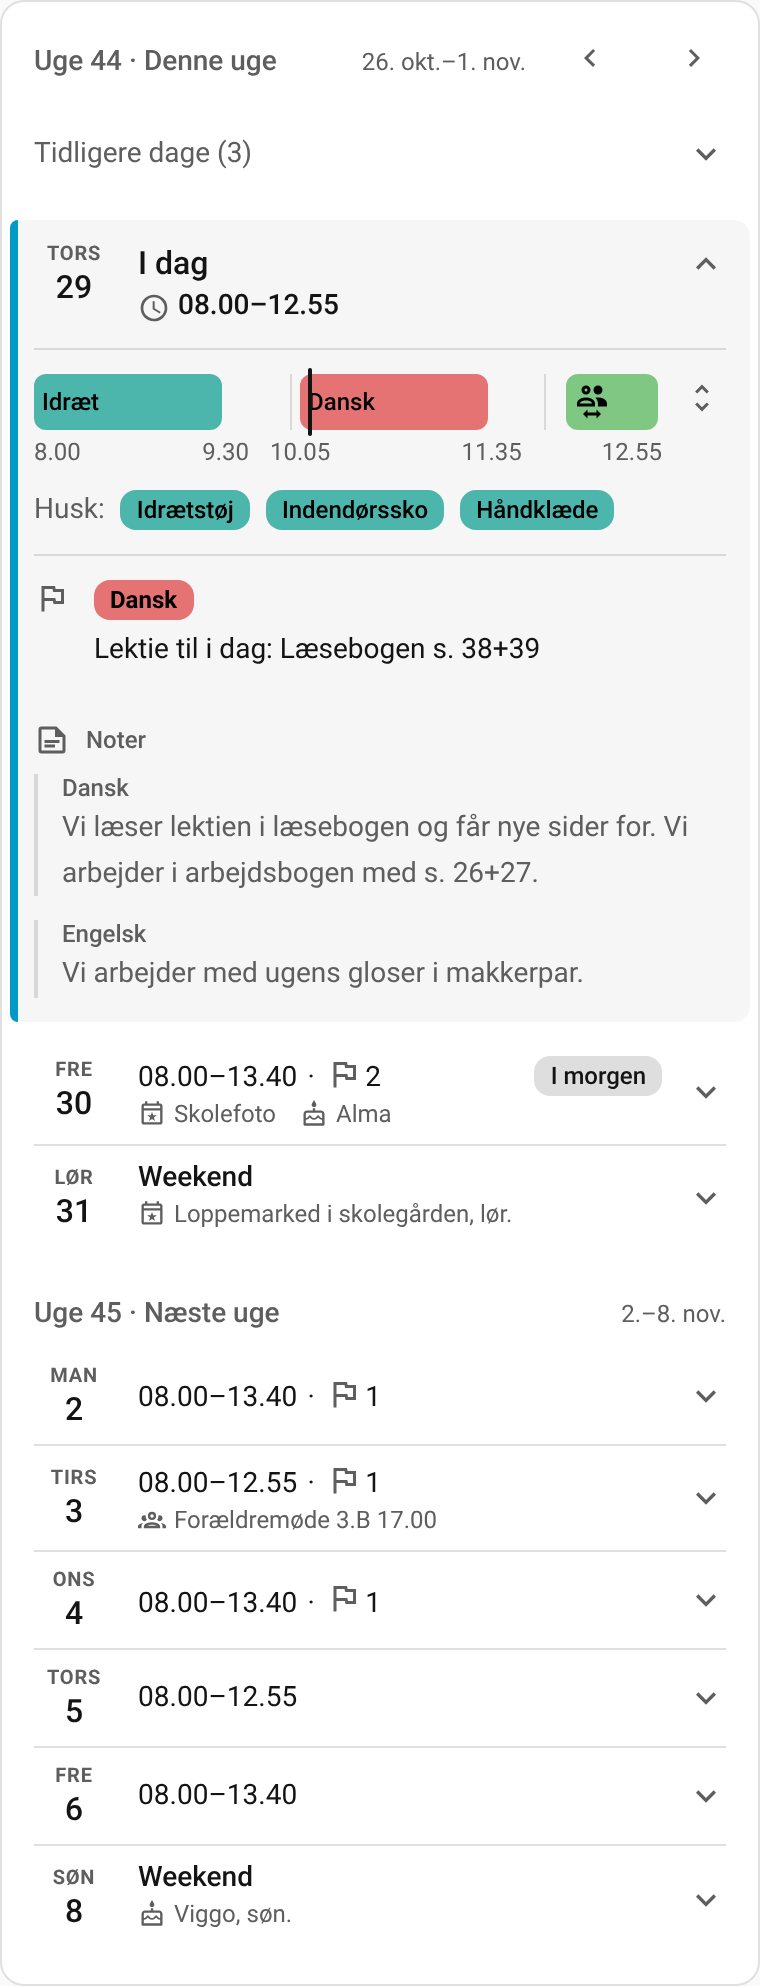 Uge 44 · Denne uge 26. okt.–1. nov.
Tidligere dage (3)
TORS
29
I dag
08.00–12.55
Idræt Dansk
8.00 9.30 10.05 11.35 12.55
Husk: Idrætstøj Indendørssko Håndklæde
Dansk
Lektie til i dag: Læsebogen s. 38+39
Noter
Dansk
Vi læser lektien i læsebogen og får nye sider for. Vi
arbejder i arbejdsbogen med s. 26+27.
Engelsk
Vi arbejder med ugens gloser i makkerpar.
FRE
30
08.00–13.40 · 2 I morgen
Skolefoto Alma
LØR
31
Weekend
Loppemarked i skolegården, lør.
Uge 45 · Næste uge 2.–8. nov.
MAN
2
08.00–13.40 · 1
TIRS
3
08.00–12.55 · 1
Forældremøde 3.B 17.00
ONS
4
08.00–13.40 · 1
TORS
5
08.00–12.55
FRE
6
08.00–13.40
SØN
8
Weekend
Viggo, søn.